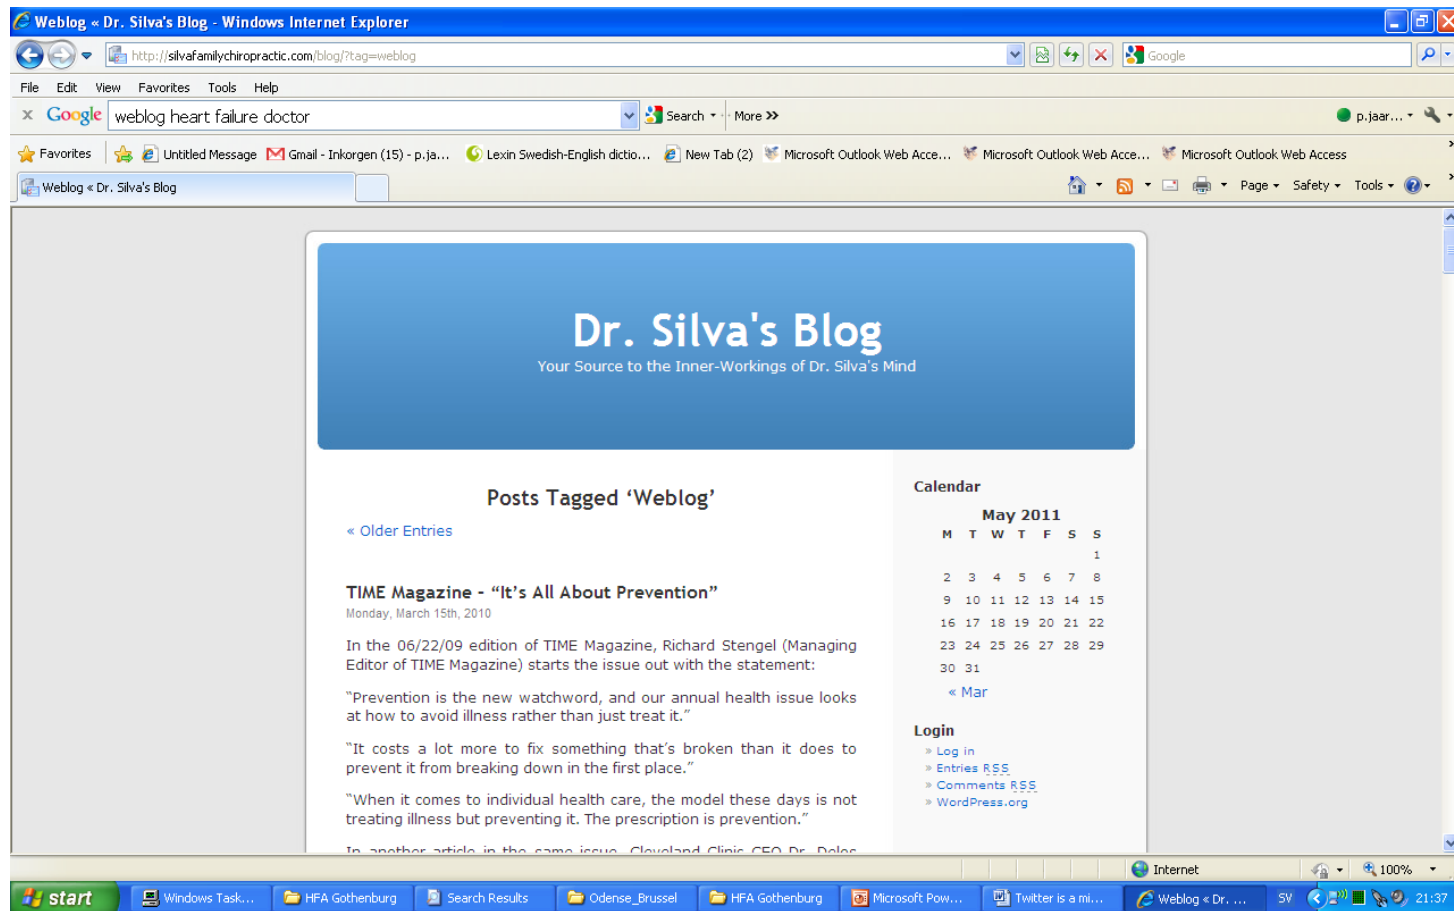 Weblog « Dr. Silva's Blog - Windows Internet Explorer
http://silvafamilychiropractic.com/blog/?tag=weblog
Google
File Edit View Favorites Tools Help
x Google weblog heart failure doctor Search More >> p.jaar...
Favorites Untitled Message Gmail - Inkorgen (15) - p.ja... Lexin Swedish-English dictio... New Tab (2) Microsoft Outlook Web Acce... Microsoft Outlook Web Acce... Microsoft Outlook Web Access
Weblog « Dr. Silva's Blog Page Safety Tools
Dr. Silva's Blog
Your Source to the Inner-Workings of Dr. Silva's Mind
Posts Tagged ‘Weblog’
« Older Entries
TIME Magazine – “It’s All About Prevention”
Monday, March 15th, 2010
In the 06/22/09 edition of TIME Magazine, Richard Stengel (Managing
Editor of TIME Magazine) starts the issue out with the statement:
“Prevention is the new watchword, and our annual health issue looks
at how to avoid illness rather than just treat it.”
“It costs a lot more to fix something that’s broken than it does to
prevent it from breaking down in the first place.”
“When it comes to individual health care, the model these days is not
treating illness but preventing it. The prescription is prevention.”
In another article in the same issue, Cleveland Clinic CEO Dr. Delos
Calendar
May 2011
M T W T F S S
1
2 3 4 5 6 7 8
9 10 11 12 13 14 15
16 17 18 19 20 21 22
23 24 25 26 27 28 29
30 31
« Mar
Login
» Log in
» Entries RSS
» Comments RSS
» WordPress.org
Internet 100%
start Windows Task... HFA Gothenburg Search Results Odense_Brussel HFA Gothenburg Microsoft Pow... Twitter is a mi... Weblog « Dr. ... SV 21:37